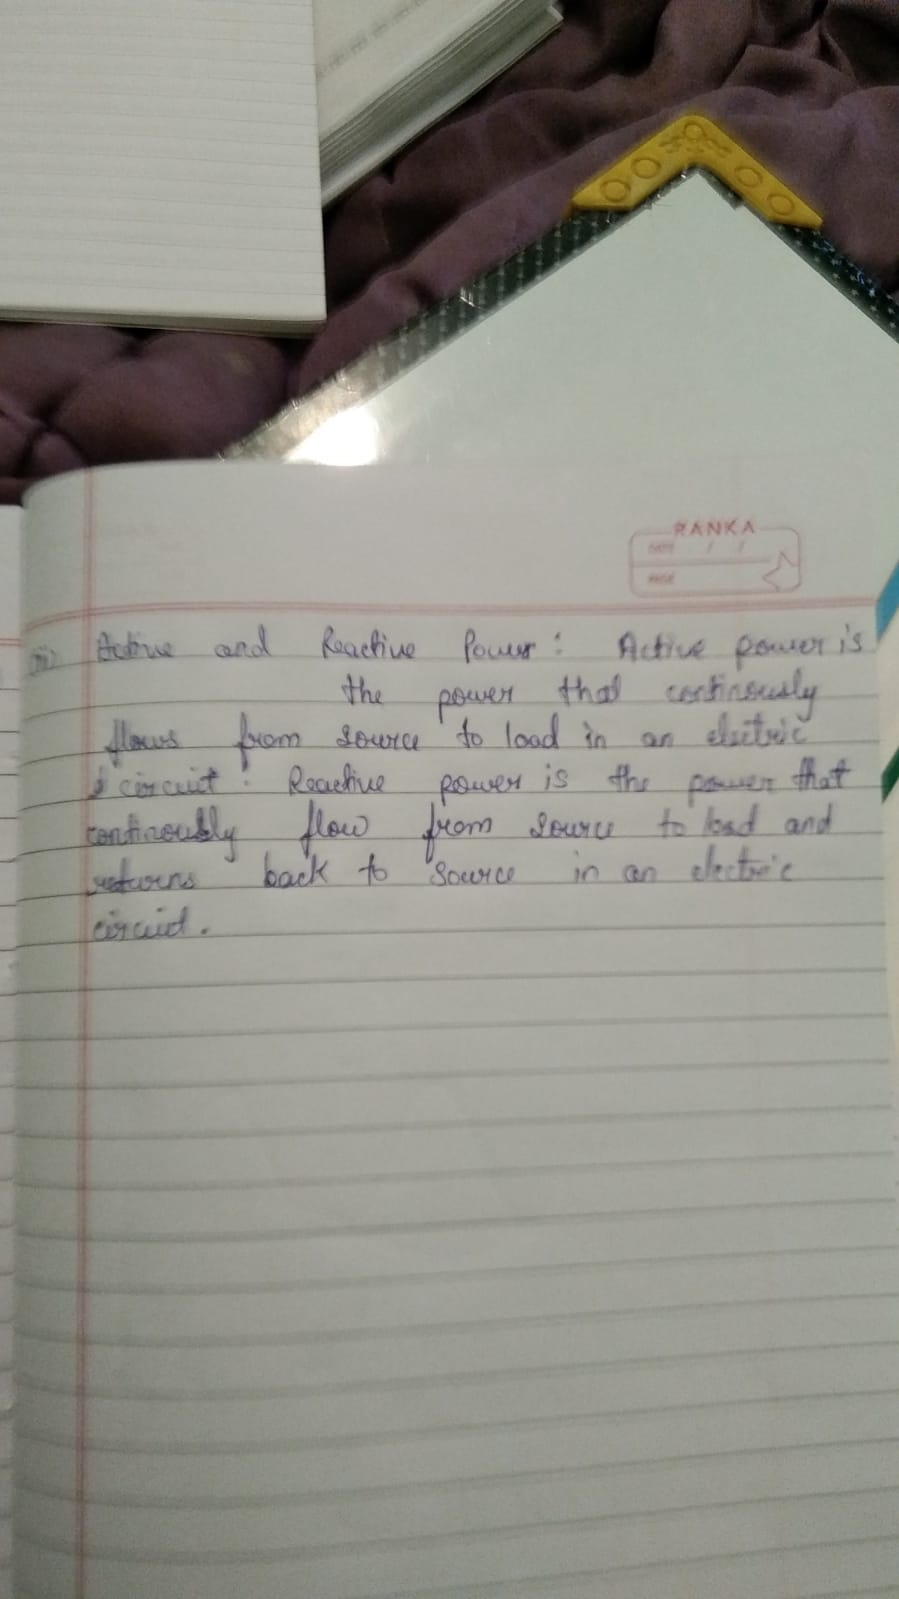 RANKA
DATE / /
PAGE
iii) Active and Reactive Power : Active power is
the power that continously
flows from source to load in an electric
circuit : Reactive power is the power that
continously flow from source to load and
returns back to source in an electric
circuit .